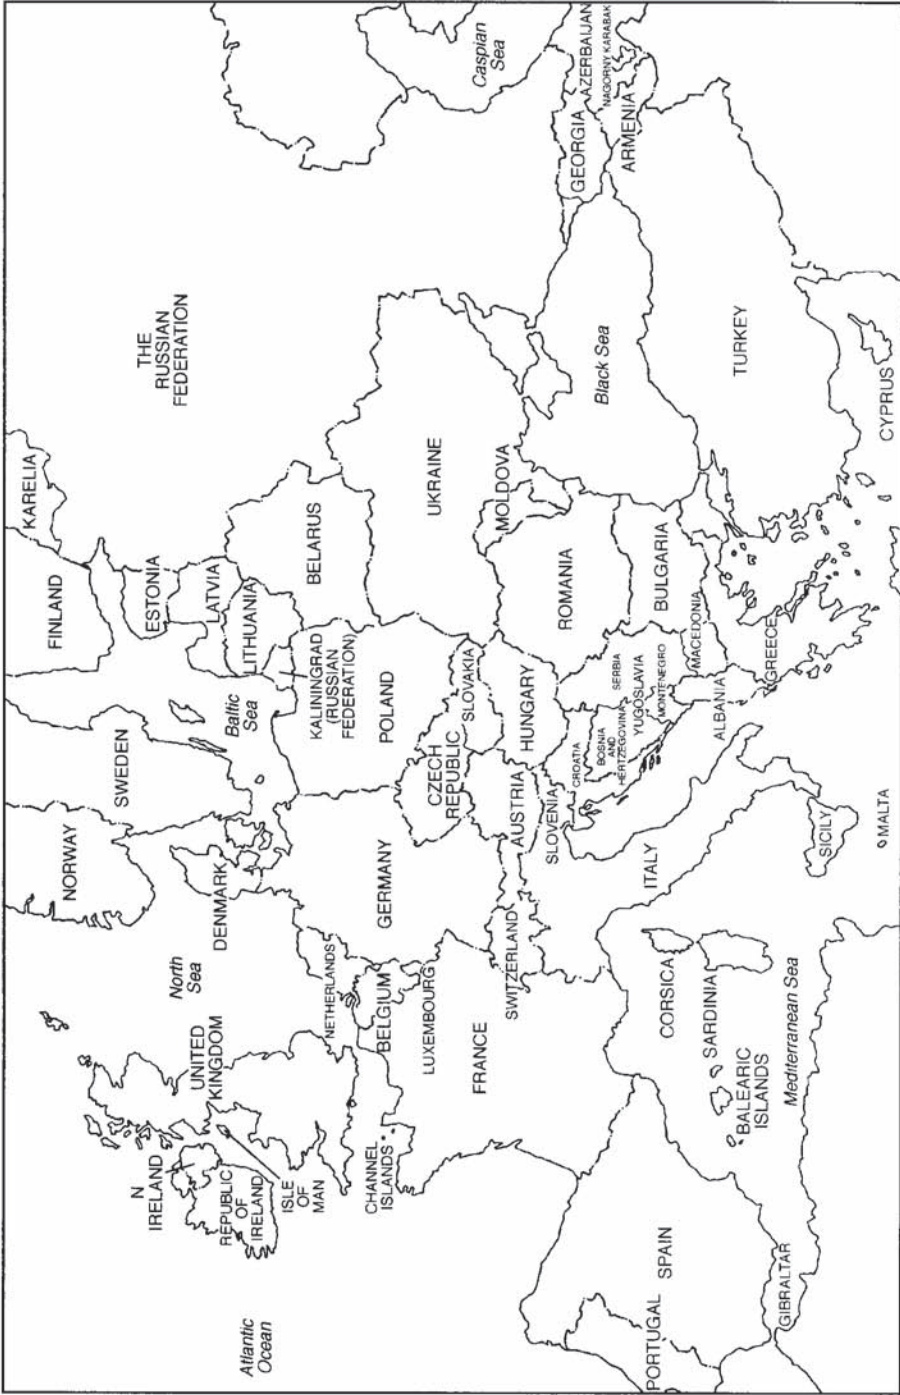 NORWAY
SWEDEN
FINLAND
KARELIA
THE
RUSSIAN
FEDERATION
Caspian
Sea
N
IRELAND
REPUBLIC
OF
IRELAND
ISLE
OF
MAN
UNITED
KINGDOM
North
Sea
DENMARK
Baltic
Sea
ESTONIA
LATVIA
LITHUANIA
KALININGRAD
(RUSSIAN
FEDERATION)
BELARUS
Atlantic
Ocean
CHANNEL
ISLANDS
NETHERLANDS
BELGIUM
LUXEMBOURG
GERMANY
POLAND
UKRAINE
CZECH
REPUBLIC
SLOVAKIA
MOLDOVA
FRANCE
SWITZERLAND
AUSTRIA
HUNGARY
ROMANIA
SLOVENIA
CROATIA
BOSNIA
AND
HERTZEGOVINA
SERBIA
YUGOSLAVIA
MONTENEGRO
BULGARIA
Black Sea
GEORGIA
AZERBAIJAN
NAGORNY KARABAK
ARMENIA
PORTUGAL
SPAIN
CORSICA
ITALY
ALBANIA
MACEDONIA
GREECE
TURKEY
SARDINIA
BALEARIC
ISLANDS
Mediterranean Sea
GIBRALTAR
SICILY
MALTA
CYPRUS